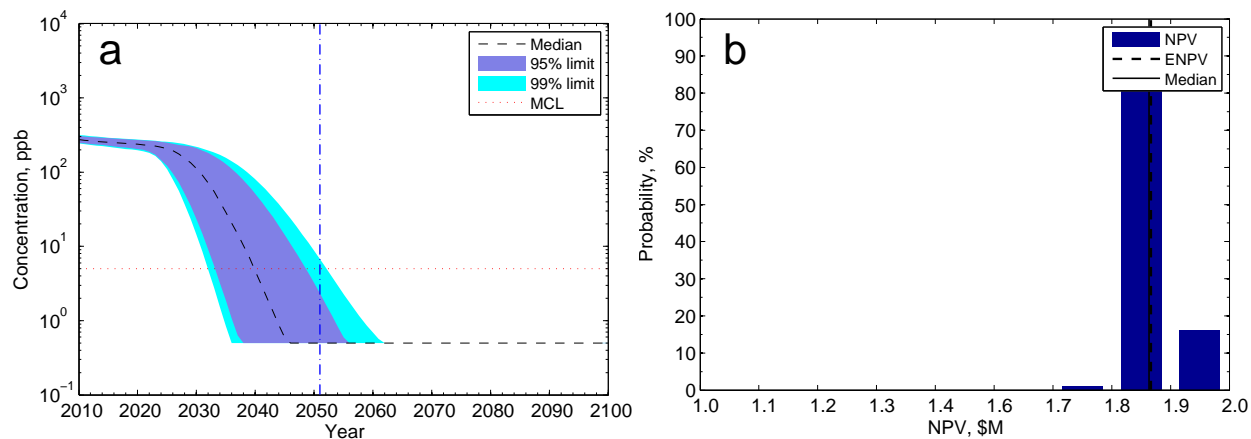 a
10^4
10^3
10^2
10^1
10^0
10^-1
Concentration, ppb
Median
95% limit
99% limit
MCL
2010 2020 2030 2040 2050 2060 2070 2080 2090 2100
Year
b
100
90
80
70
60
50
40
30
20
10
0
Probability, %
NPV
ENPV
Median
1.0 1.1 1.2 1.3 1.3 1.4 1.6 1.7 1.8 1.9 2.0
NPV, $M